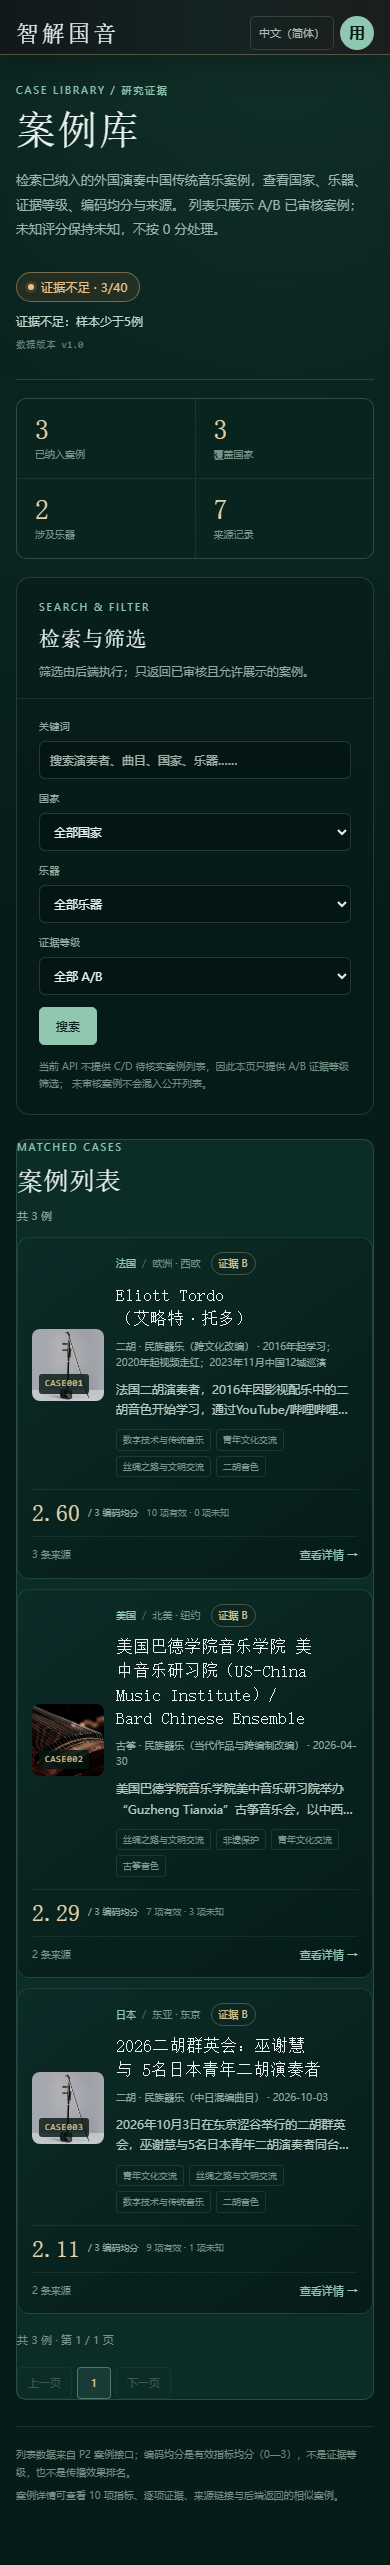 智解国音
中文（简体）
用
CASE LIBRARY / 研究证据
案例库
检索已纳入的外国演奏中国传统音乐案例，查看国家、乐器、
证据等级、编码均分与来源。 列表只展示 A/B 已审核案例；
未知评分保持未知，不按 0 分处理。
证据不足 · 3/40
证据不足：样本少于5例
数据版本 v1.0
3
已纳入案例
3
覆盖国家
2
涉及乐器
7
来源记录
SEARCH & FILTER
检索与筛选
筛选由后端执行；只返回已审核且允许展示的案例。
关键词
搜索演奏者、曲目、国家、乐器……
国家
全部国家
乐器
全部乐器
证据等级
全部 A/B
搜索
当前 API 不提供 C/D 待核实案例列表，因此本页只提供 A/B 证据等级
筛选； 未审核案例不会混入公开列表。
MATCHED CASES
案例列表
共 3 例
法国 / 欧洲 · 西欧 证据 B
Eliott Tordo
（艾略特·托多）
二胡 · 民族器乐（跨文化改编） · 2016年起学习；
2020年起视频走红；2023年11月中国12城巡演
CASE001
法国二胡演奏者，2016年因影视配乐中的二
胡音色开始学习，通过YouTube/哔哩哔哩...
数字技术与传统音乐 青年文化交流
丝绸之路与文明交流 二胡音色
2.60 / 3 编码均分 10 项有效 · 0 项未知
3 条来源 查看详情 →
美国 / 北美 · 纽约 证据 B
美国巴德学院音乐学院 美
中音乐研习院（US-China
Music Institute）/
Bard Chinese Ensemble
古筝 · 民族器乐（当代作品与跨编制改编） · 2026-04-
30
CASE002
美国巴德学院音乐学院美中音乐研习院举办
“Guzheng Tianxia”古筝音乐会，以中西...
丝绸之路与文明交流 非遗保护 青年文化交流
古筝音色
2.29 / 3 编码均分 7 项有效 · 3 项未知
2 条来源 查看详情 →
日本 / 东亚 · 东京 证据 B
2026二胡群英会：巫谢慧
与 5名日本青年二胡演奏者
二胡 · 民族器乐（中日混编曲目） · 2026-10-03
CASE003
2026年10月3日在东京涩谷举行的二胡群英
会，巫谢慧与5名日本青年二胡演奏者同台...
青年文化交流 丝绸之路与文明交流
数字技术与传统音乐 二胡音色
2.11 / 3 编码均分 9 项有效 · 1 项未知
2 条来源 查看详情 →
共 3 例 · 第 1 / 1 页
上一页 1 下一页
列表数据来自 P2 案例接口；编码均分是有效指标均分（0—3），不是证据等
级，也不是传播效果排名。
案例详情可查看 10 项指标、逐项证据、来源链接与后端返回的相似案例。